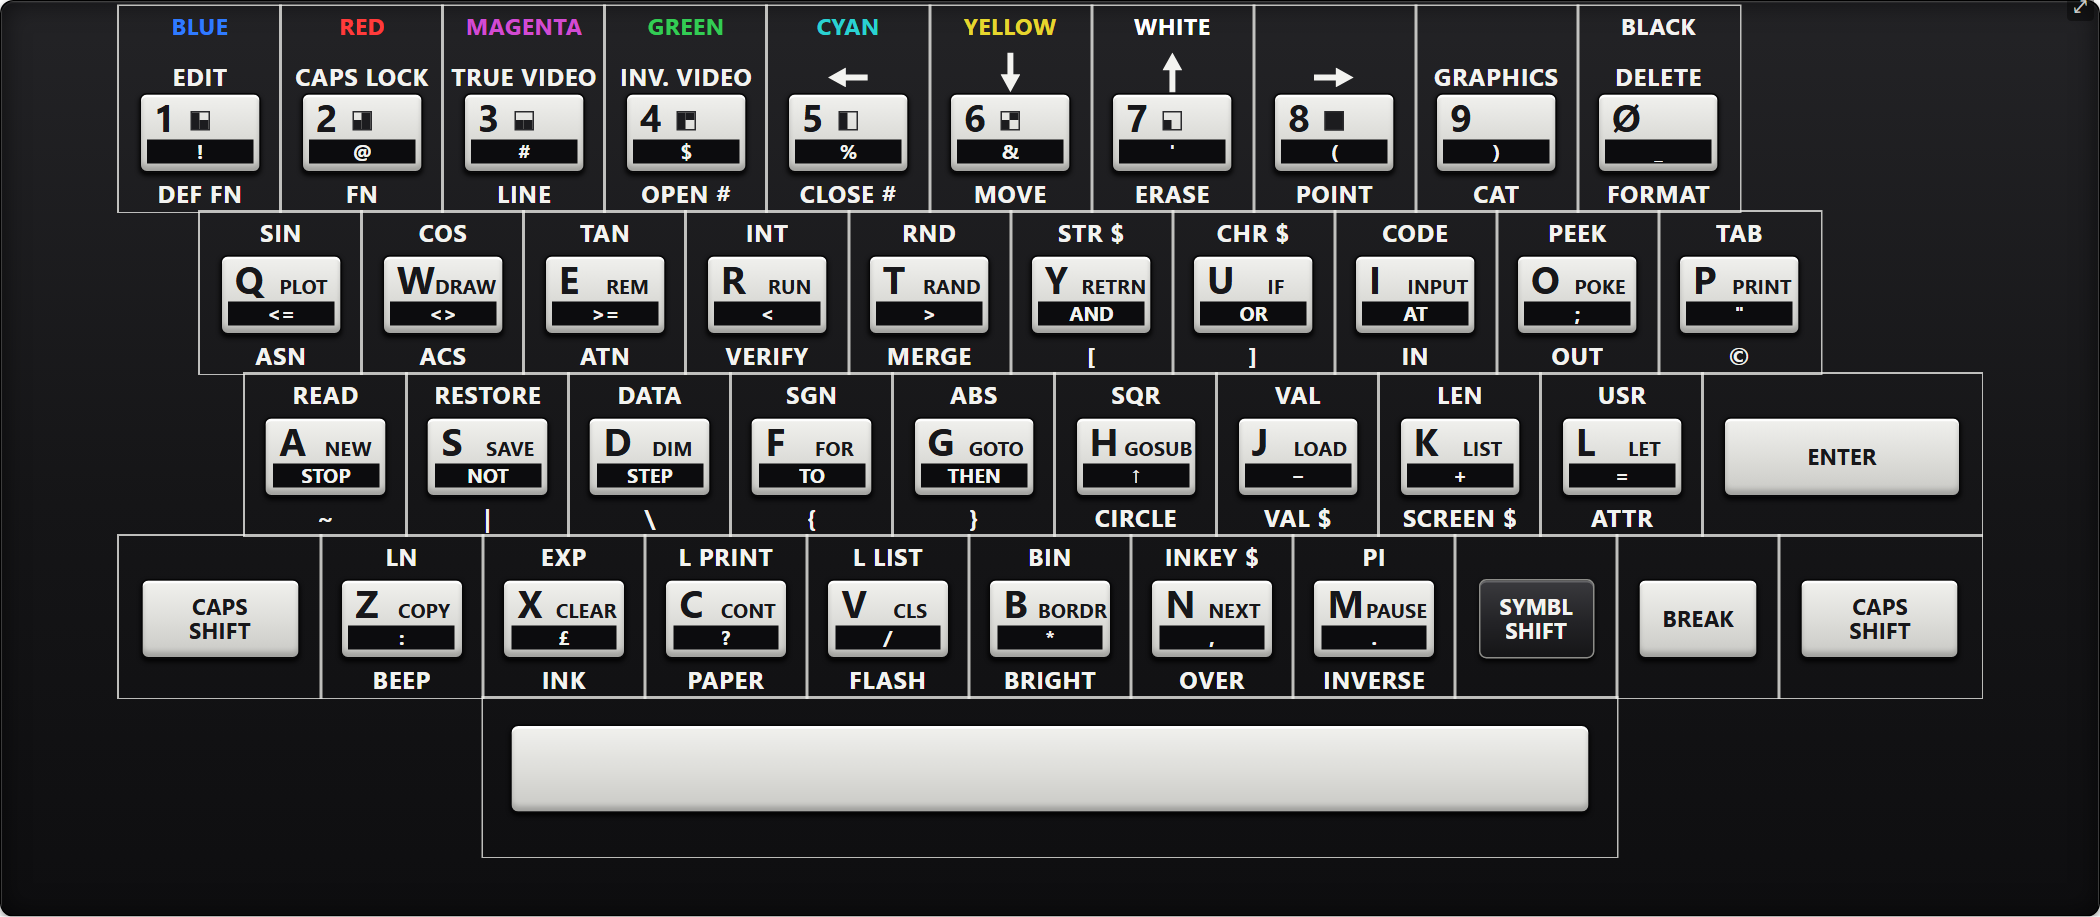 BLUE RED MAGENTA GREEN CYAN YELLOW WHITE BLACK
EDIT CAPS LOCK TRUE VIDEO INV. VIDEO ← ↓ ↑ → GRAPHICS DELETE
1 2 3 4 5 6 7 8 9 Ø
! @ # $ % & ' ( ) _
DEF FN FN LINE OPEN # CLOSE # MOVE ERASE POINT CAT FORMAT
SIN COS TAN INT RND STR $ CHR $ CODE PEEK TAB
Q PLOT W DRAW E REM R RUN T RAND Y RETRN U IF I INPUT O POKE P PRINT
<= <> >= < > AND OR AT ; "
ASN ACS ATN VERIFY MERGE [ ] IN OUT ©
READ RESTORE DATA SGN ABS SQR VAL LEN USR
A NEW S SAVE D DIM F FOR G GOTO H GOSUB J LOAD K LIST L LET ENTER
STOP NOT STEP TO THEN ↑ − + =
~ | \ { } CIRCLE VAL $ SCREEN $ ATTR
LN EXP L PRINT L LIST BIN INKEY $ PI
CAPS SHIFT Z COPY X CLEAR C CONT V CLS B BORDR N NEXT M PAUSE SYMBL SHIFT BREAK CAPS SHIFT
: £ ? / * , .
BEEP INK PAPER FLASH BRIGHT OVER INVERSE